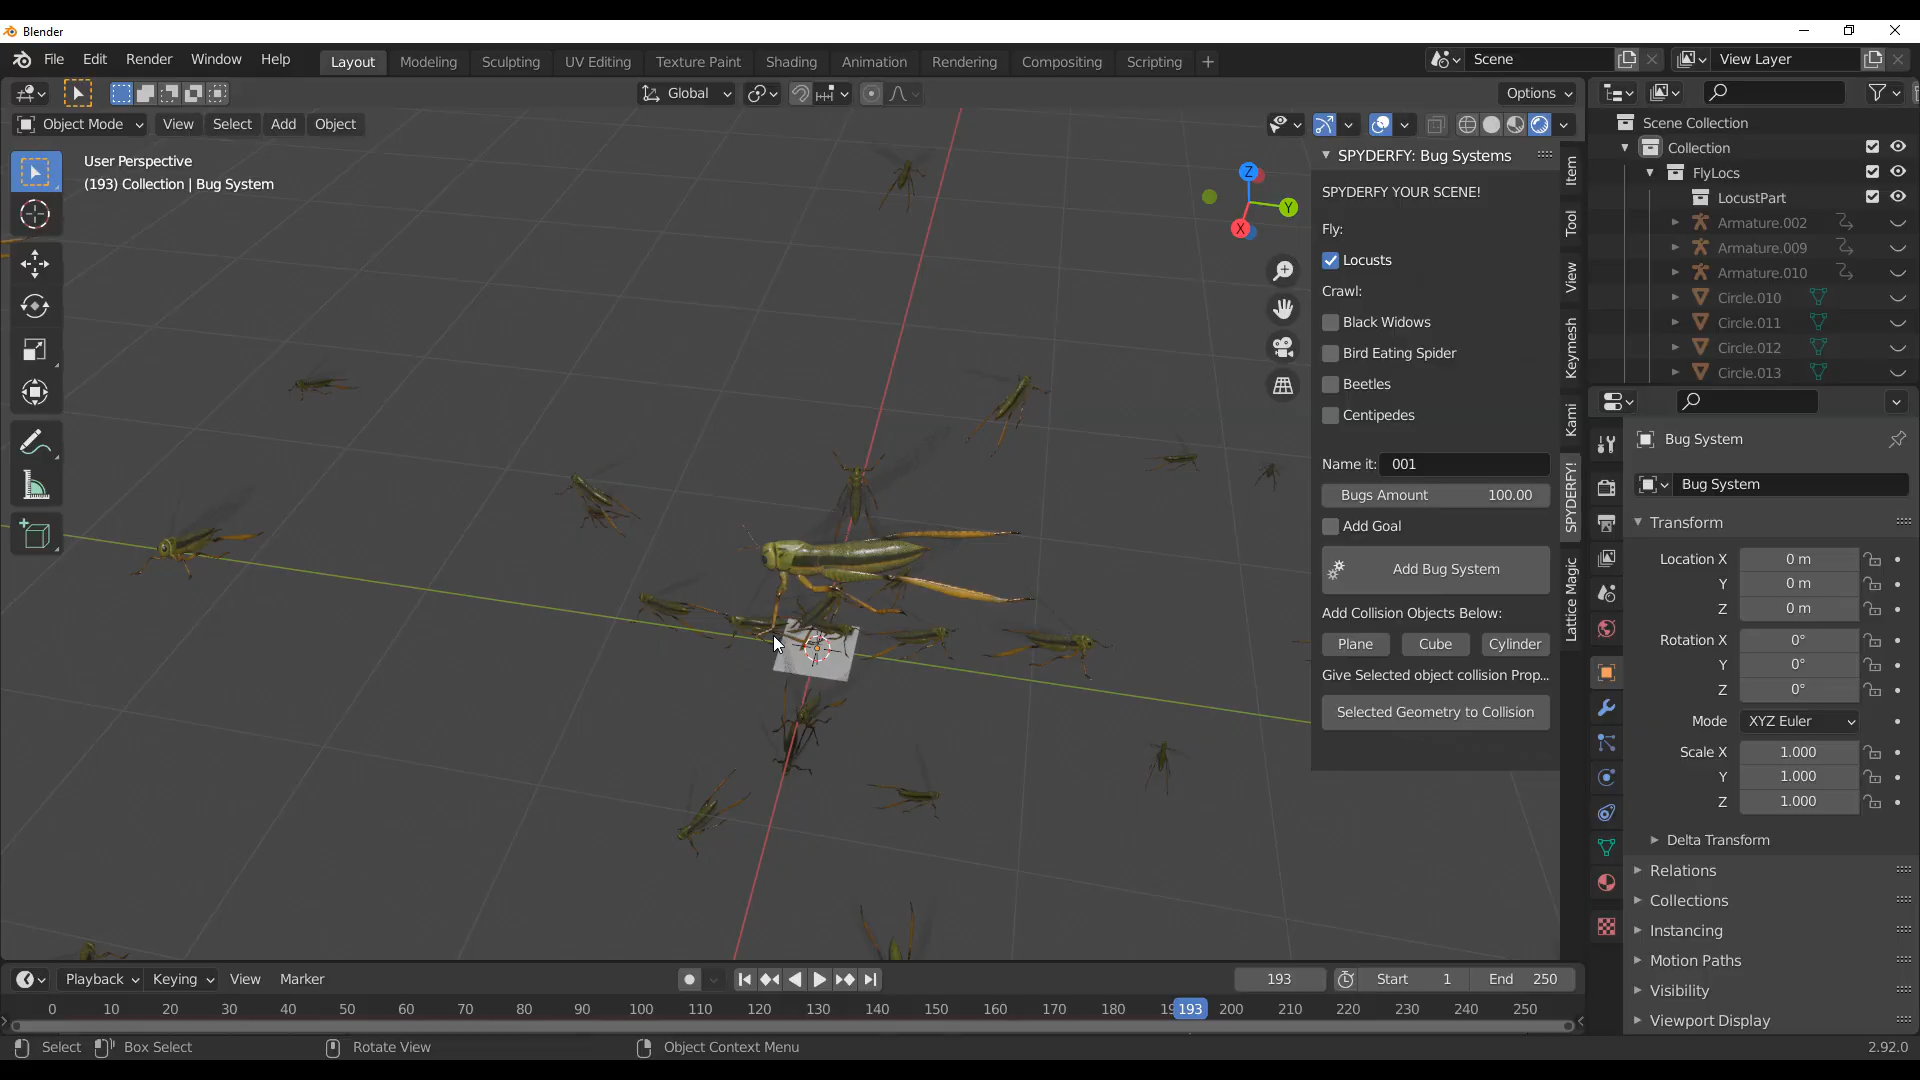 Blender
File Edit Render Window Help
Layout Modeling Sculpting UV Editing Texture Paint Shading Animation Rendering Compositing Scripting +
Scene
View Layer
Global
Options
Object Mode View Select Add Object
User Perspective
(193) Collection | Bug System
Z
Y
X
SPYDERFY: Bug Systems
SPYDERFY YOUR SCENE!
Fly:
Locusts
Crawl:
Black Widows
Bird Eating Spider
Beetles
Centipedes
Name it: 001
Bugs Amount 100.00
Add Goal
Add Bug System
Add Collision Objects Below:
Plane Cube Cylinder
Give Selected object collision Prop...
Selected Geometry to Collision
Item
Tool
View
Keymesh
Kami
SPYDERFY!
Lattice Magic
Scene Collection
Collection
FlyLocs
LocustPart
Armature.002
Armature.009
Armature.010
Circle.010
Circle.011
Circle.012
Circle.013
Bug System
Bug System
Transform
Location X 0 m
Y 0 m
Z 0 m
Rotation X 0°
Y 0°
Z 0°
Mode XYZ Euler
Scale X 1.000
Y 1.000
Z 1.000
Delta Transform
Relations
Collections
Instancing
Motion Paths
Visibility
Viewport Display
Playback Keying View Marker
193 Start 1 End 250
0 10 20 30 40 50 60 70 80 90 100 110 120 130 140 150 160 170 180 193 200 210 220 230 240 250
Select Box Select Rotate View Object Context Menu 2.92.0